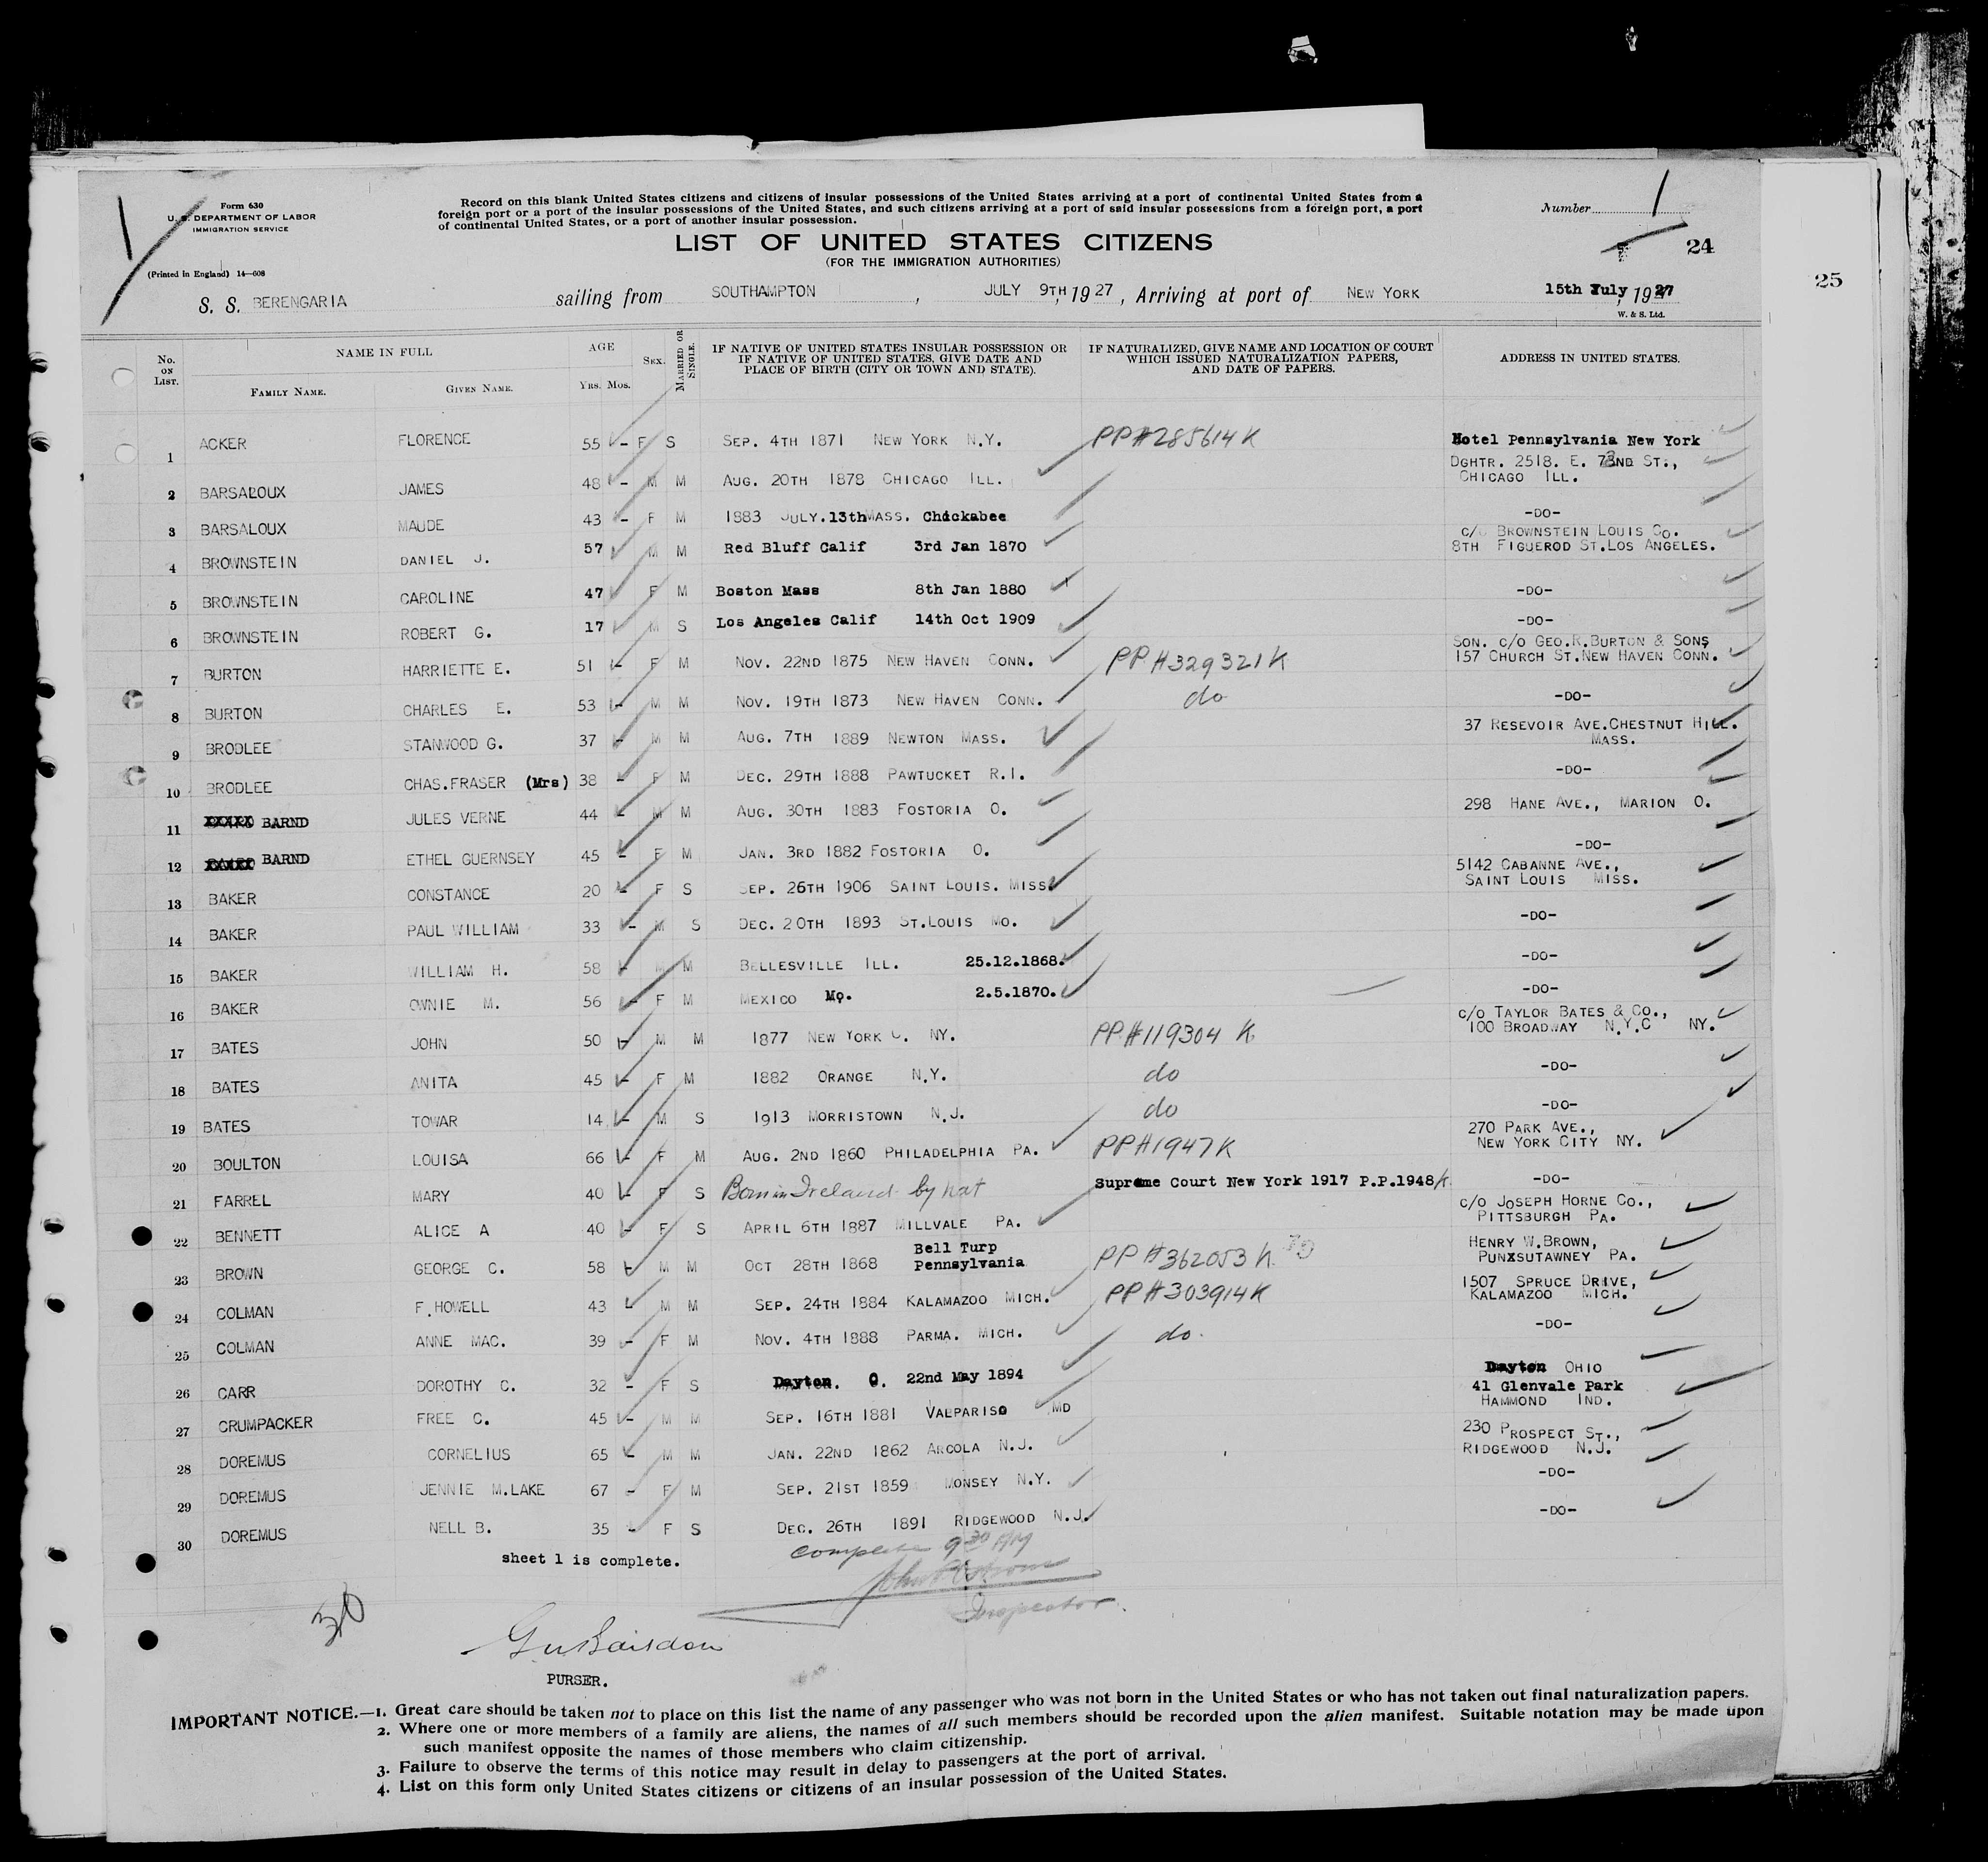 Form 630
U. S. DEPARTMENT OF LABOR
IMMIGRATION SERVICE
(Printed in England) 14—608
Record on this blank United States citizens and citizens of insular possessions of the United States arriving at a port of continental United States from a
foreign port or a port of the insular possessions of the United States, and such citizens arriving at a port of said insular possessions from a foreign port, a port
of continental United States, or a port of another insular possession.
Number 1
LIST OF UNITED STATES CITIZENS
(FOR THE IMMIGRATION AUTHORITIES)
24
25
S. S. BERENGARIA sailing from SOUTHAMPTON, JULY 9TH, 1927, Arriving at port of NEW YORK 15th July, 1927
W. & S. Ltd.
No. ON LIST. NAME IN FULL AGE SEX. MARRIED OR SINGLE. IF NATIVE OF UNITED STATES INSULAR POSSESSION OR IF NATIVE OF UNITED STATES, GIVE DATE AND PLACE OF BIRTH (CITY OR TOWN AND STATE). IF NATURALIZED, GIVE NAME AND LOCATION OF COURT WHICH ISSUED NATURALIZATION PAPERS, AND DATE OF PAPERS. ADDRESS IN UNITED STATES.
FAMILY NAME. GIVEN NAME. YRS. MOS.
1 ACKER FLORENCE 55 - F S SEP. 4TH 1871 NEW YORK N.Y. PP#285614K Hotel Pennsylvania New York
2 BARSALOUX JAMES 48 - M M AUG. 20TH 1878 CHICAGO ILL. DGHTR. 2518. E. 73ND ST., CHICAGO ILL.
3 BARSALOUX MAUDE 43 - F M 1883 JULY.13th MASS. Chickabee -DO-
4 BROWNSTEIN DANIEL J. 57 M M Red Bluff Calif 3rd Jan 1870 C/O BROWNSTEIN LOUIS CO. 8TH FIGUEROD ST.LOS ANGELES.
5 BROWNSTEIN CAROLINE 47 F M Boston Mass 8th Jan 1880 -DO-
6 BROWNSTEIN ROBERT G. 17 M S Los Angeles Calif 14th Oct 1909 -DO-
7 BURTON HARRIETTE E. 51 - F M NOV. 22ND 1875 NEW HAVEN CONN. PP#329321K SON. C/O GEO.R.BURTON & SONS 157 CHURCH ST.NEW HAVEN CONN.
8 BURTON CHARLES E. 53 - M M NOV. 19TH 1873 NEW HAVEN CONN. do -DO-
9 BRODLEE STANWOOD G. 37 - M M AUG. 7TH 1889 NEWTON MASS. 37 RESEVOIR AVE.CHESTNUT HILL. MASS.
10 BRODLEE CHAS.FRASER (Mrs) 38 - F M DEC. 29TH 1888 PAWTUCKET R.I. -DO-
11 XXXXX BARND JULES VERNE 44 - M M AUG. 30TH 1883 FOSTORIA O. 298 HANE AVE., MARION O.
12 XXXXX BARND ETHEL GUERNSEY 45 - F M JAN. 3RD 1882 FOSTORIA O. -DO-
13 BAKER CONSTANCE 20 - F S SEP. 26TH 1906 SAINT LOUIS. MISS. 5142 CABANNE AVE., SAINT LOUIS MISS.
14 BAKER PAUL WILLIAM 33 - M S DEC. 20TH 1893 ST.LOUIS MO. -DO-
15 BAKER WILLIAM H. 58 - M M BELLESVILLE ILL. 25.12.1868. -DO-
16 BAKER OWNIE M. 56 - F M MEXICO Mo. 2.5.1870. -DO-
17 BATES JOHN 50 - M M 1877 NEW YORK C. NY. PP#119304 K C/O TAYLOR BATES & CO., 100 BROADWAY N.Y.C NY.
18 BATES ANITA 45 - F M 1882 ORANGE N.Y. do -DO-
19 BATES TOWAR 14 - M S 1913 MORRISTOWN N.J. do -DO-
20 BOULTON LOUISA 66 - F M AUG. 2ND 1860 PHILADELPHIA PA. PP#1947K 270 PARK AVE., NEW YORK CITY NY.
21 FARREL MARY 40 - F S Born in Ireland by nat Supreme Court New York 1917 P.P.1948/K -DO-
22 BENNETT ALICE A 40 - F S APRIL 6TH 1887 MILLVALE PA. C/O JOSEPH HORNE CO., PITTSBURGH PA.
23 BROWN GEORGE C. 58 - M M OCT 28TH 1868 Bell Turp Pennsylvania PP#362053K HENRY W.BROWN, PUNXSUTAWNEY PA.
24 COLMAN F.HOWELL 43 - M M SEP. 24TH 1884 KALAMAZOO MICH. PP#303914K 1507 SPRUCE DRIVE, KALAMAZOO MICH.
25 COLMAN ANNE MAC. 39 - F M NOV. 4TH 1888 PARMA. MICH. do. -DO-
26 CARR DOROTHY C. 32 - F S Dayton. O. 22nd May 1894 Dayton OHIO 41 Glenvale Park
27 CRUMPACKER FREE C. 45 - M M SEP. 16TH 1881 VALPARISO MD HAMMOND IND.
28 DOREMUS CORNELIUS 65 - M M JAN. 22ND 1862 ARCOLA N.J. 230 PROSPECT ST., RIDGEWOOD N.J.
29 DOREMUS JENNIE M.LAKE 67 - F M SEP. 21ST 1859 MONSEY N.Y. -DO-
30 DOREMUS NELL B. 35 - F S DEC. 26TH 1891 RIDGEWOOD N.J. -DO-
sheet 1 is complete.
complete 9 30 AM
Inspector.
30
PURSER.
IMPORTANT NOTICE.—1. Great care should be taken not to place on this list the name of any passenger who was not born in the United States or who has not taken out final naturalization papers.
2. Where one or more members of a family are aliens, the names of all such members should be recorded upon the alien manifest. Suitable notation may be made upon
such manifest opposite the names of those members who claim citizenship.
3. Failure to observe the terms of this notice may result in delay to passengers at the port of arrival.
4. List on this form only United States citizens or citizens of an insular possession of the United States.